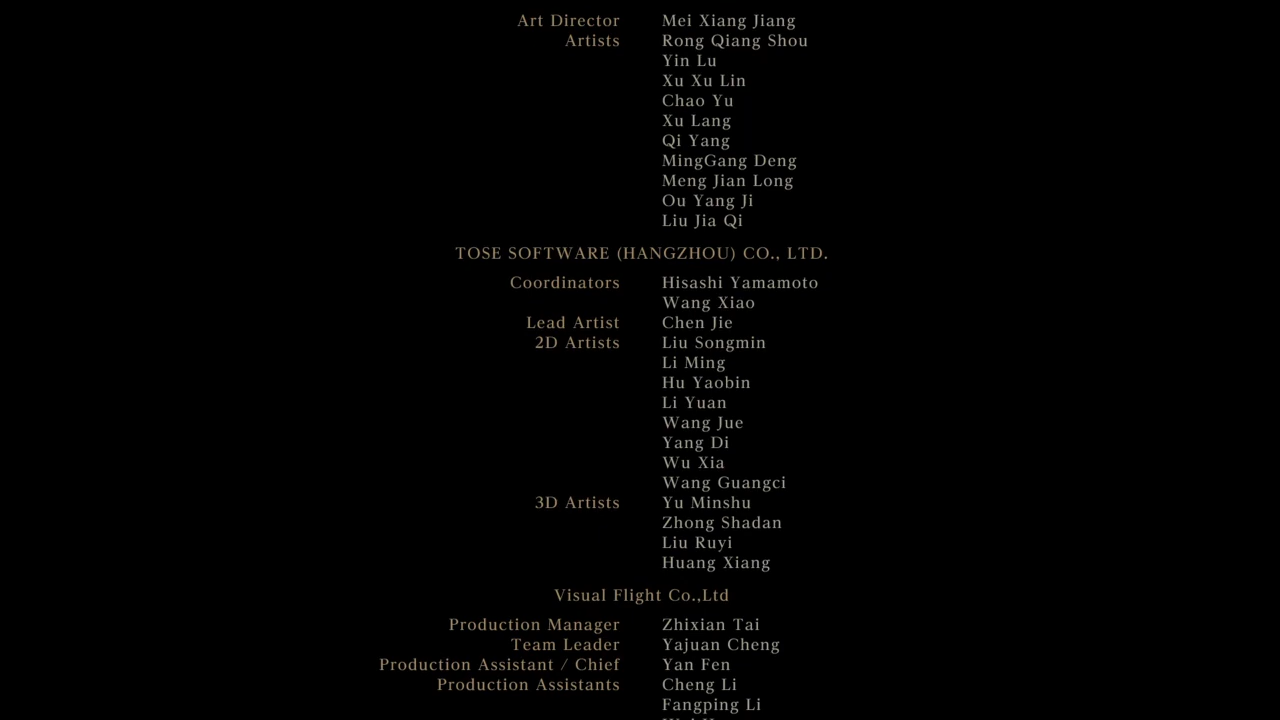 Art Director Mei Xiang Jiang
Artists Rong Qiang Shou
Yin Lu
Xu Xu Lin
Chao Yu
Xu Lang
Qi Yang
MingGang Deng
Meng Jian Long
Ou Yang Ji
Liu Jia Qi
TOSE SOFTWARE (HANGZHOU) CO., LTD.
Coordinators Hisashi Yamamoto
Wang Xiao
Lead Artist Chen Jie
2D Artists Liu Songmin
Li Ming
Hu Yaobin
Li Yuan
Wang Jue
Yang Di
Wu Xia
Wang Guangci
3D Artists Yu Minshu
Zhong Shadan
Liu Ruyi
Huang Xiang
Visual Flight Co.,Ltd
Production Manager Zhixian Tai
Team Leader Yajuan Cheng
Production Assistant / Chief Yan Fen
Production Assistants Cheng Li
Fangping Li